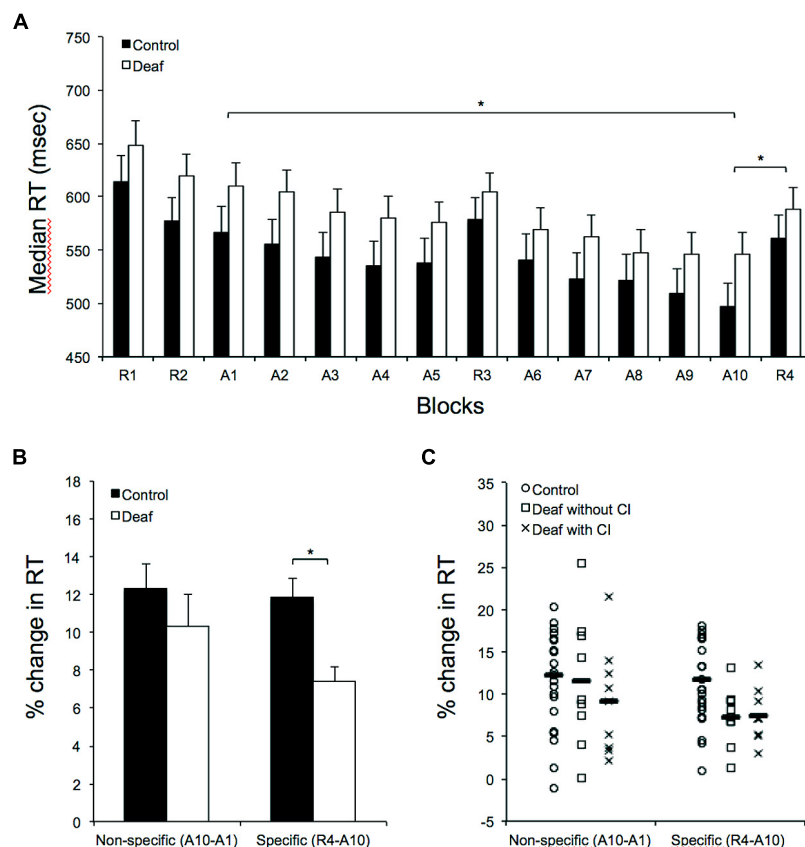 A
Control
Deaf
Median RT (msec)
750
700
650
600
550
500
450
*
*
R1 R2 A1 A2 A3 A4 A5 R3 A6 A7 A8 A9 A10 R4
Blocks
B
Control
Deaf
% change in RT
18
16
14
12
10
8
6
4
2
0
*
Non-specific (A10-A1) Specific (R4-A10)
C
Control
Deaf without CI
Deaf with CI
% change in RT
35
30
25
20
15
10
5
0
-5
Non-specific (A10-A1) Specific (R4-A10)